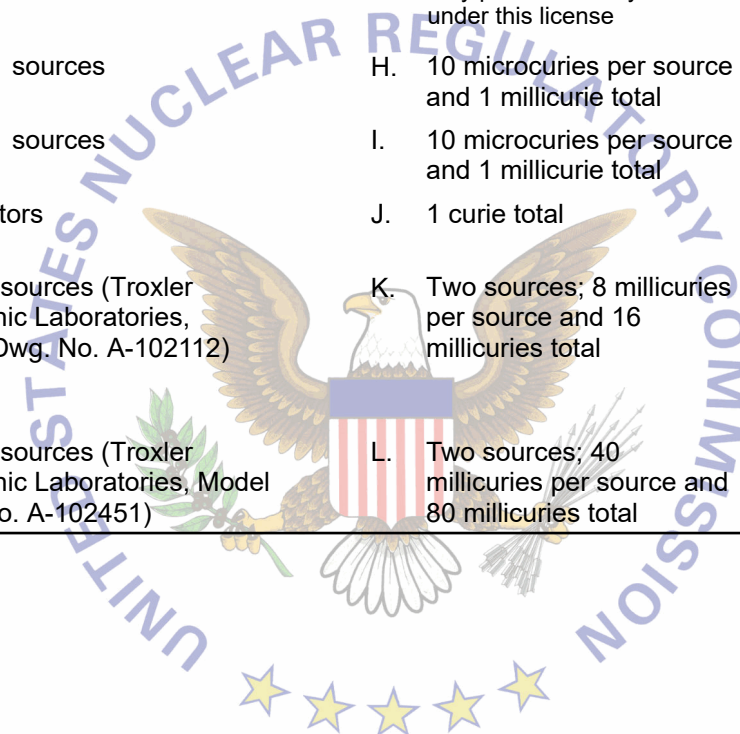 under this license
sources H. 10 microcuries per source
and 1 millicurie total
sources I. 10 microcuries per source
and 1 millicurie total
tors J. 1 curie total
sources (Troxler K. Two sources; 8 millicuries
nic Laboratories, per source and 16
Dwg. No. A-102112) millicuries total
sources (Troxler L. Two sources; 40
nic Laboratories, Model millicuries per source and
o. A-102451) 80 millicuries total
UNITED STATES NUCLEAR REGULATORY COMMISSION